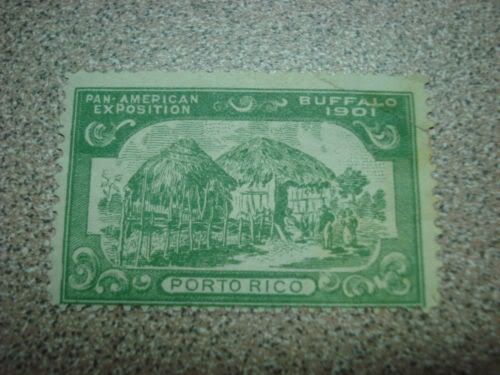 PAN-AMERICAN
EXPOSITION
BUFFALO
1901
PORTO RICO